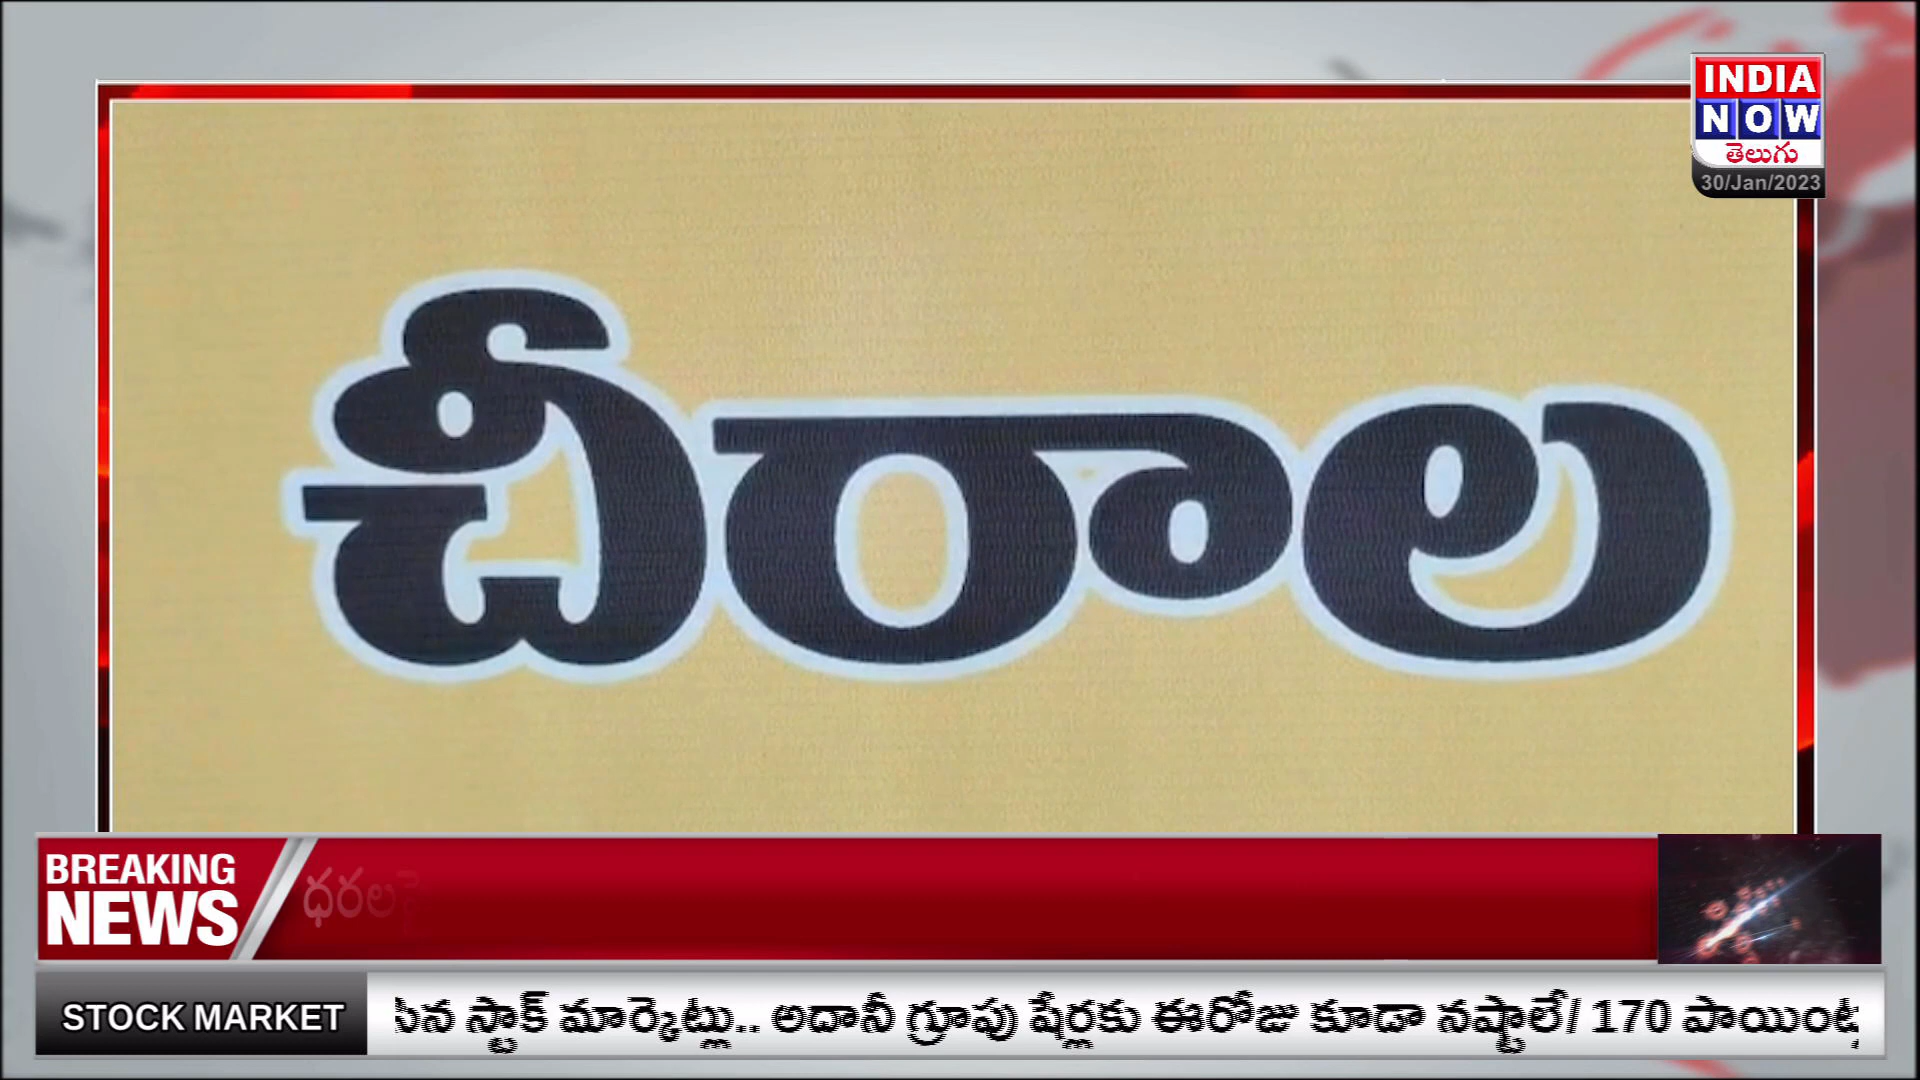 INDIA
NOW
తెలుగు
30/Jan/2023
చీరాల
BREAKING
NEWS
STOCK MARKET సిన స్టాక్ మార్కెట్లు.. అదానీ గ్రూపు షేర్లకు ఈరోజు కూడా నష్టాలే/ 170